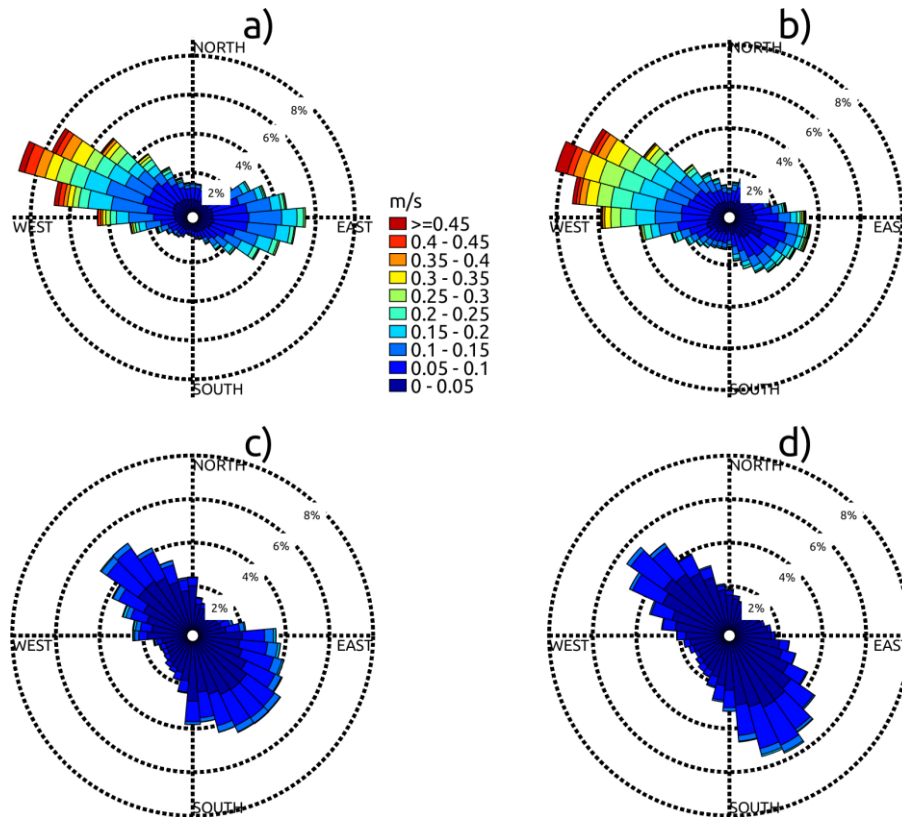 a)
NORTH
8%
6%
4%
2%
WEST
EAST
SOUTH
b)
NORTH
8%
6%
4%
2%
WEST
EAST
SOUTH
m/s
>=0.45
0.4 - 0.45
0.35 - 0.4
0.3 - 0.35
0.25 - 0.3
0.2 - 0.25
0.15 - 0.2
0.1 - 0.15
0.05 - 0.1
0 - 0.05
c)
NORTH
8%
6%
4%
2%
WEST
EAST
SOUTH
d)
NORTH
8%
6%
4%
2%
WEST
EAST
SOUTH